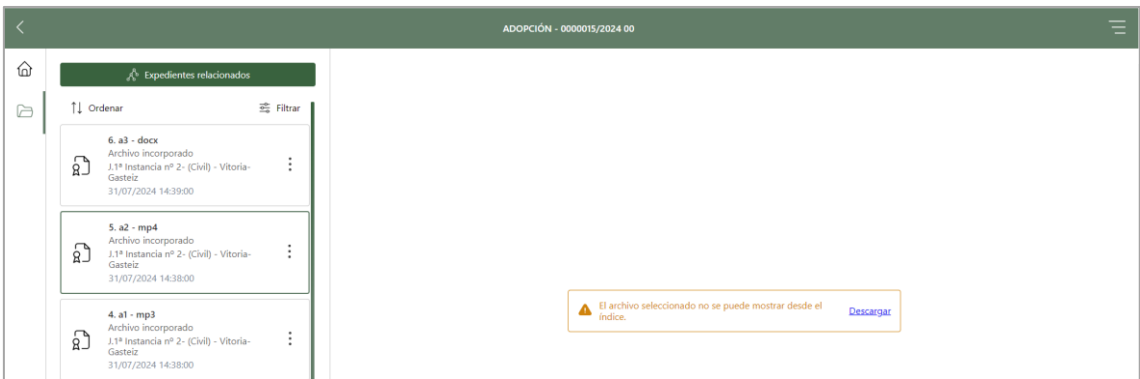 ADOPCIÓN - 0000015/2024 00
Expedientes relacionados
Ordenar
Filtrar
6. a3 - docx
Archivo incorporado
J.1ª Instancia nº 2- (Civil) - Vitoria-
Gasteiz
31/07/2024 14:39:00
5. a2 - mp4
Archivo incorporado
J.1ª Instancia nº 2- (Civil) - Vitoria-
Gasteiz
31/07/2024 14:38:00
4. a1 - mp3
Archivo incorporado
J.1ª Instancia nº 2- (Civil) - Vitoria-
Gasteiz
31/07/2024 14:38:00
El archivo seleccionado no se puede mostrar desde el
índice.
Descargar